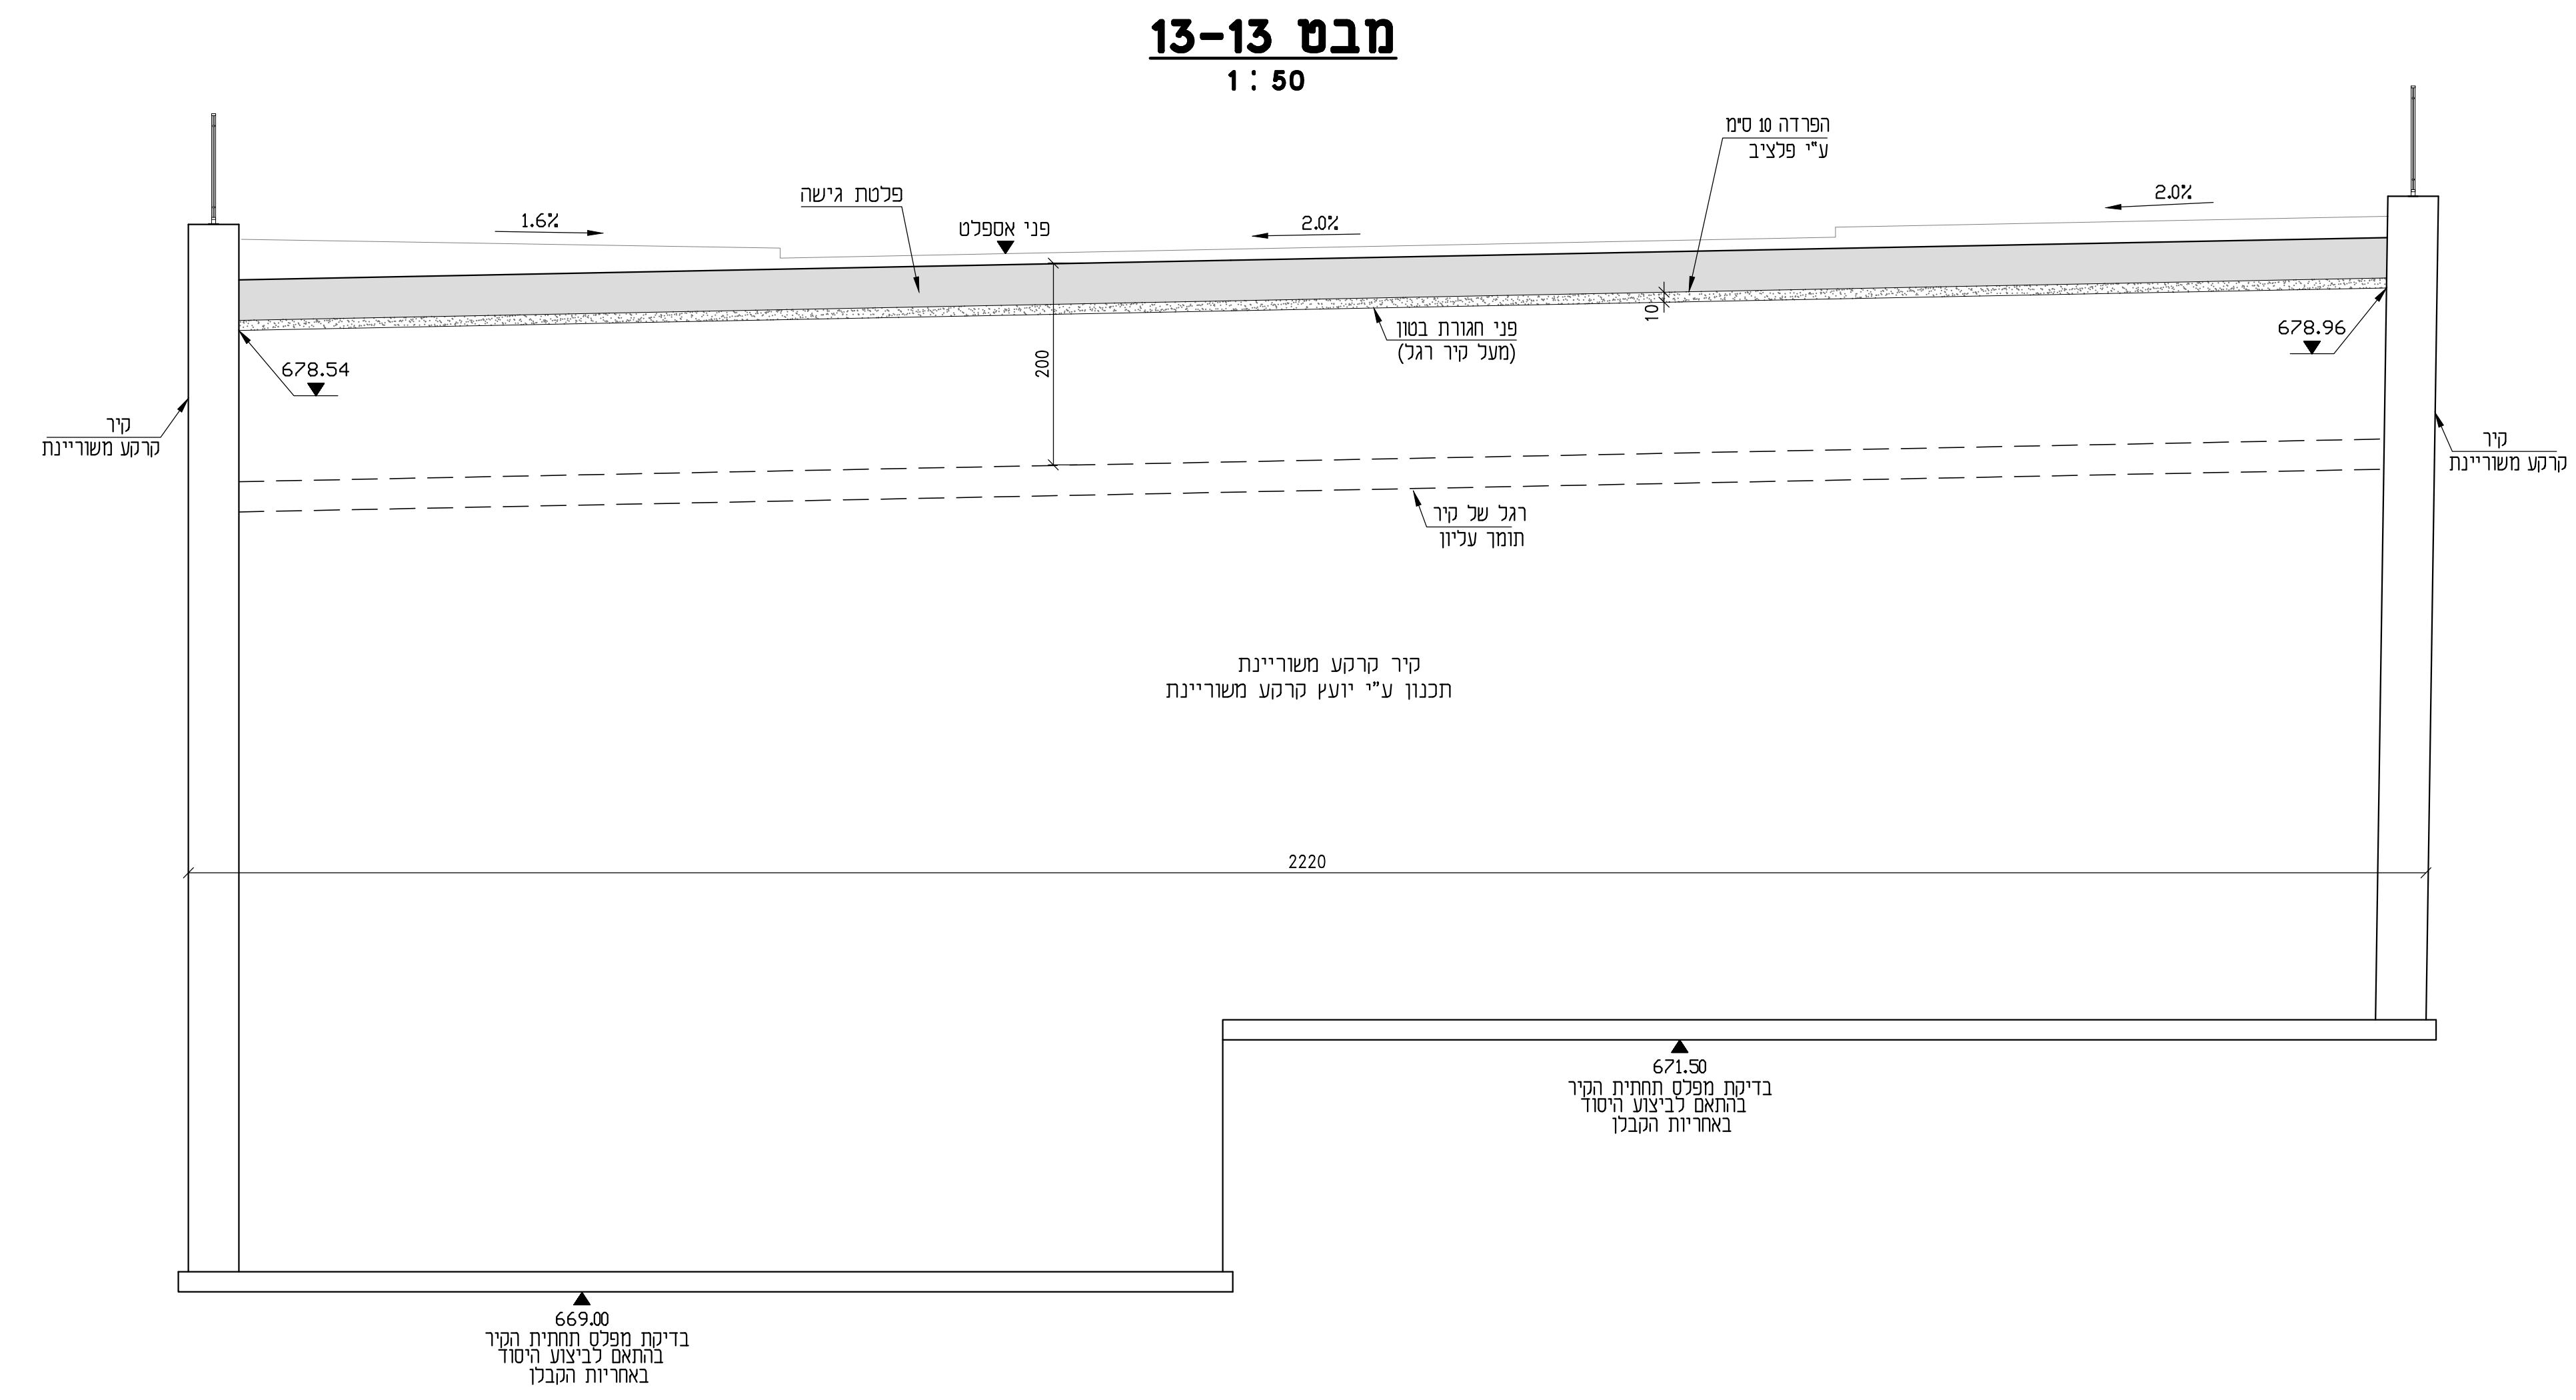 מבט 13-13
1 : 50
הפרדה 10 ס"מ
ע"י פלציב
2.0%
פלטת גישה
1.6%
פני אספלט
2.0%
פני חגורת בטון
(מעל קיר רגל)
10
678.96
678.54
200
קיר
קרקע משוריינת
קיר
קרקע משוריינת
רגל של קיר
תומך עליון
קיר קרקע משוריינת
תכנון ע"י יועץ קרקע משוריינת
2220
671.50
בדיקת מפלס תחתית הקיר
בהתאם לביצוע היסוד
באחריות הקבלן
669.00
בדיקת מפלס תחתית הקיר
בהתאם לביצוע היסוד
באחריות הקבלן